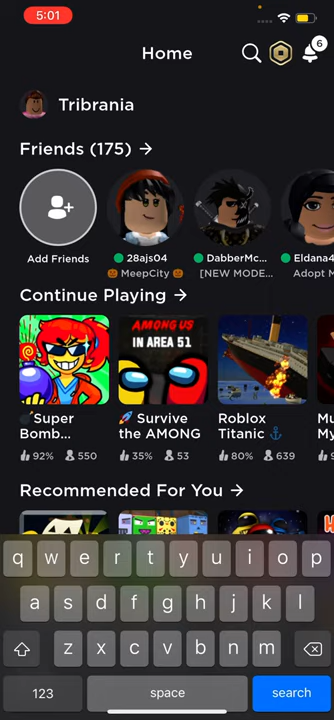 5:01
Home
6
Tribrania
Friends (175) →
Add Friends
28ajs04
🎃 MeepCity 🎃
DabberMc...
[NEW MODE...
Eldana4
Adopt M
Continue Playing →
AMONG US
IN AREA 51
💣Super
Bomb...
92% 550
🚀 Survive
the AMONG
35% 53
Roblox
Titanic ⚓
80% 639
Mu
Recommended For You →
q w e r t y u i o p
a s d f g h j k l
z x c v b n m
123 space search